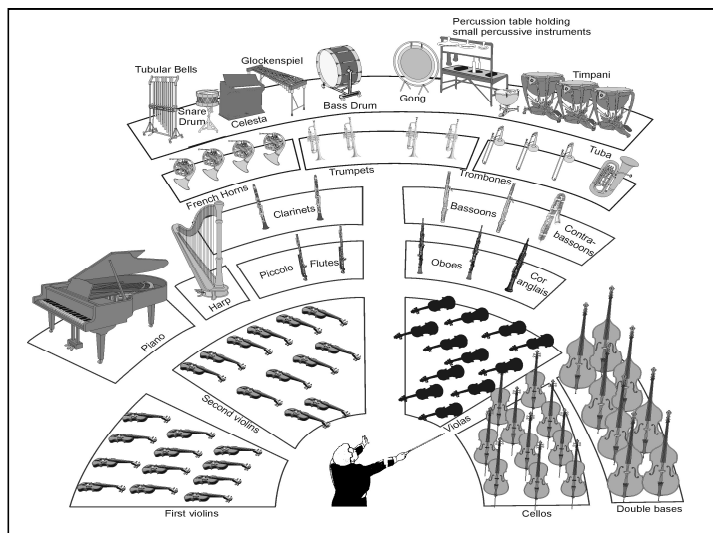 Percussion table holding
small percussive instruments
Glockenspiel
Tubular Bells
Timpani
Snare
Drum
Celesta
Bass Drum
Gong
Tuba
Trumpets
Trombones
French Horns
Clarinets
Bassoons
Contra-
bassoons
Piccolo
Flutes
Oboes
Cor
anglais
Harp
Piano
Second violins
Violas
First violins
Cellos
Double bases